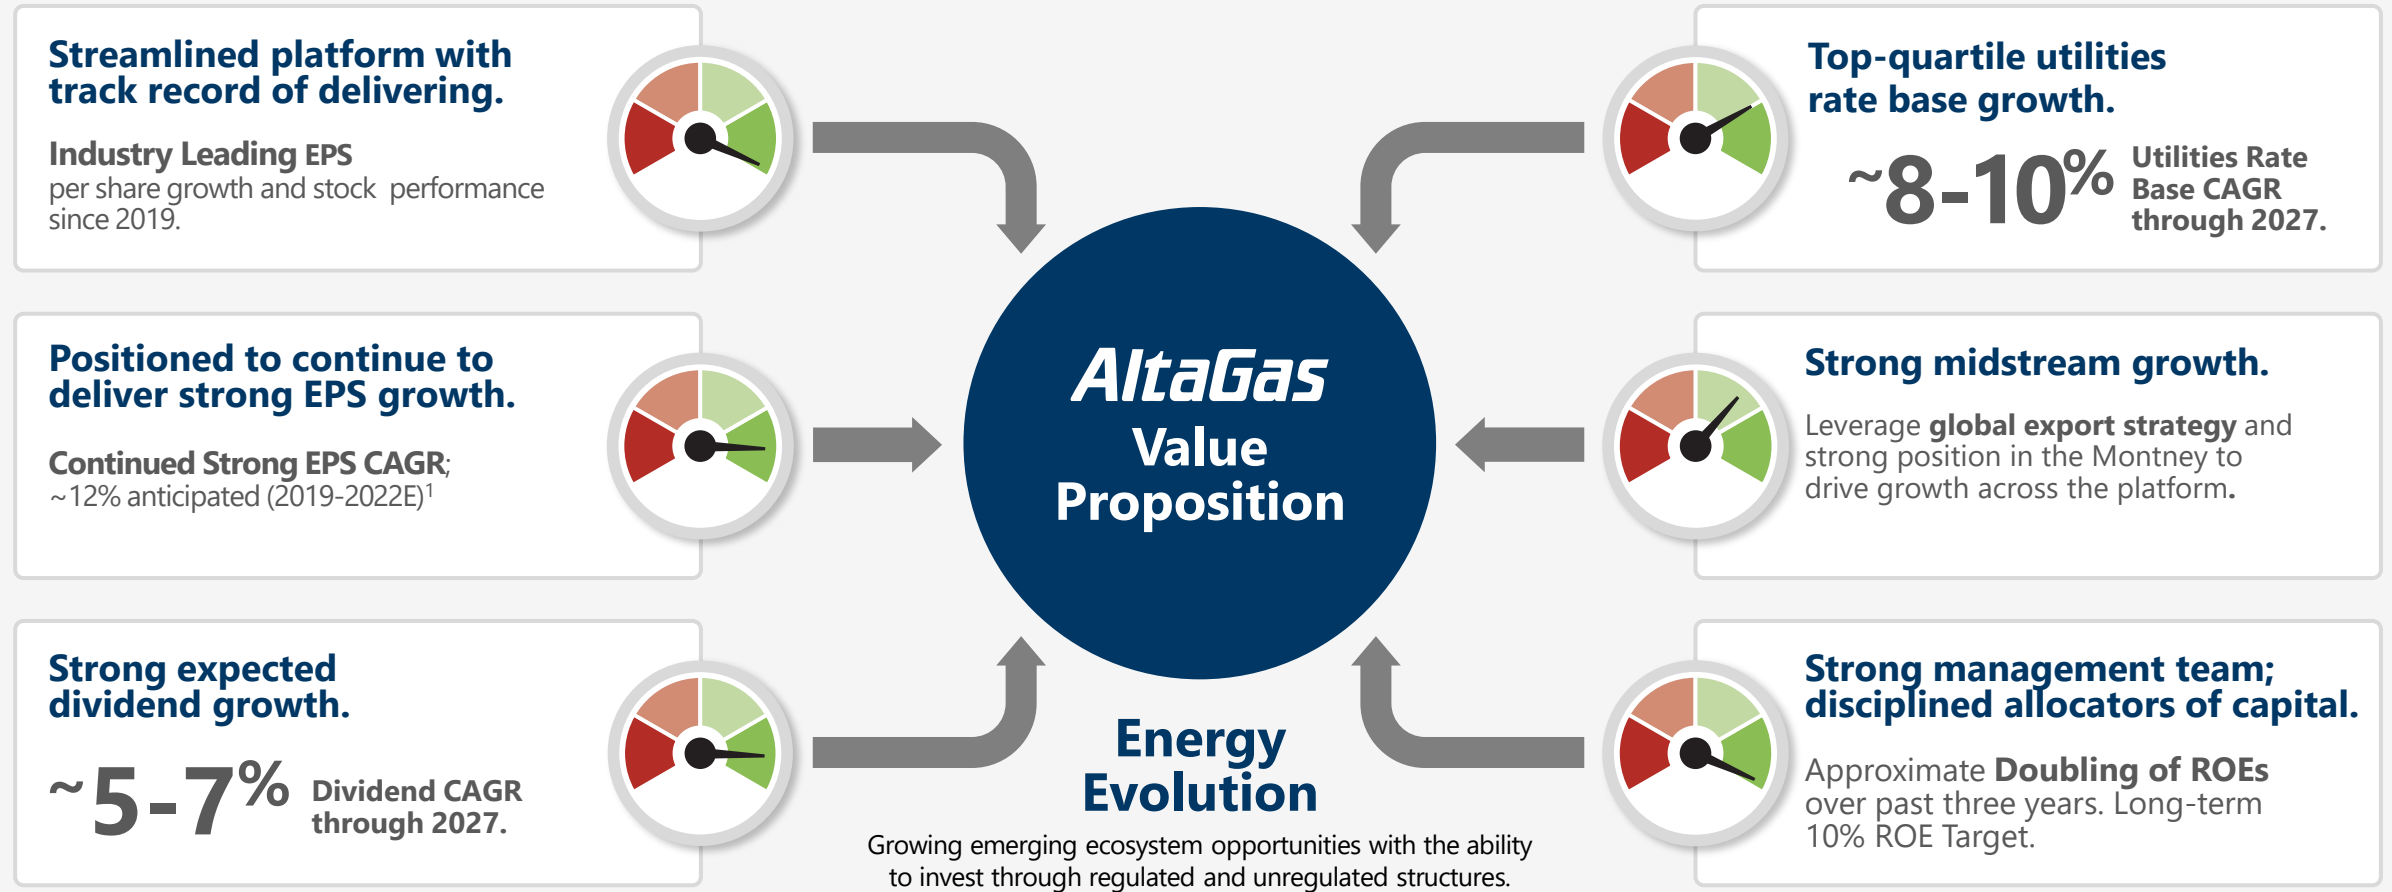 Streamlined platform with
track record of delivering.
Industry Leading EPS
per share growth and stock performance
since 2019.
Positioned to continue to
deliver strong EPS growth.
Continued Strong EPS CAGR;
~12% anticipated (2019-2022E)¹
Strong expected
dividend growth.
~5-7% Dividend CAGR
through 2027.
AltaGas
Value
Proposition
Energy
Evolution
Growing emerging ecosystem opportunities with the ability
to invest through regulated and unregulated structures.
Top-quartile utilities
rate base growth.
~8-10% Utilities Rate
Base CAGR
through 2027.
Strong midstream growth.
Leverage global export strategy and
strong position in the Montney to
drive growth across the platform.
Strong management team;
disciplined allocators of capital.
Approximate Doubling of ROEs
over past three years. Long-term
10% ROE Target.